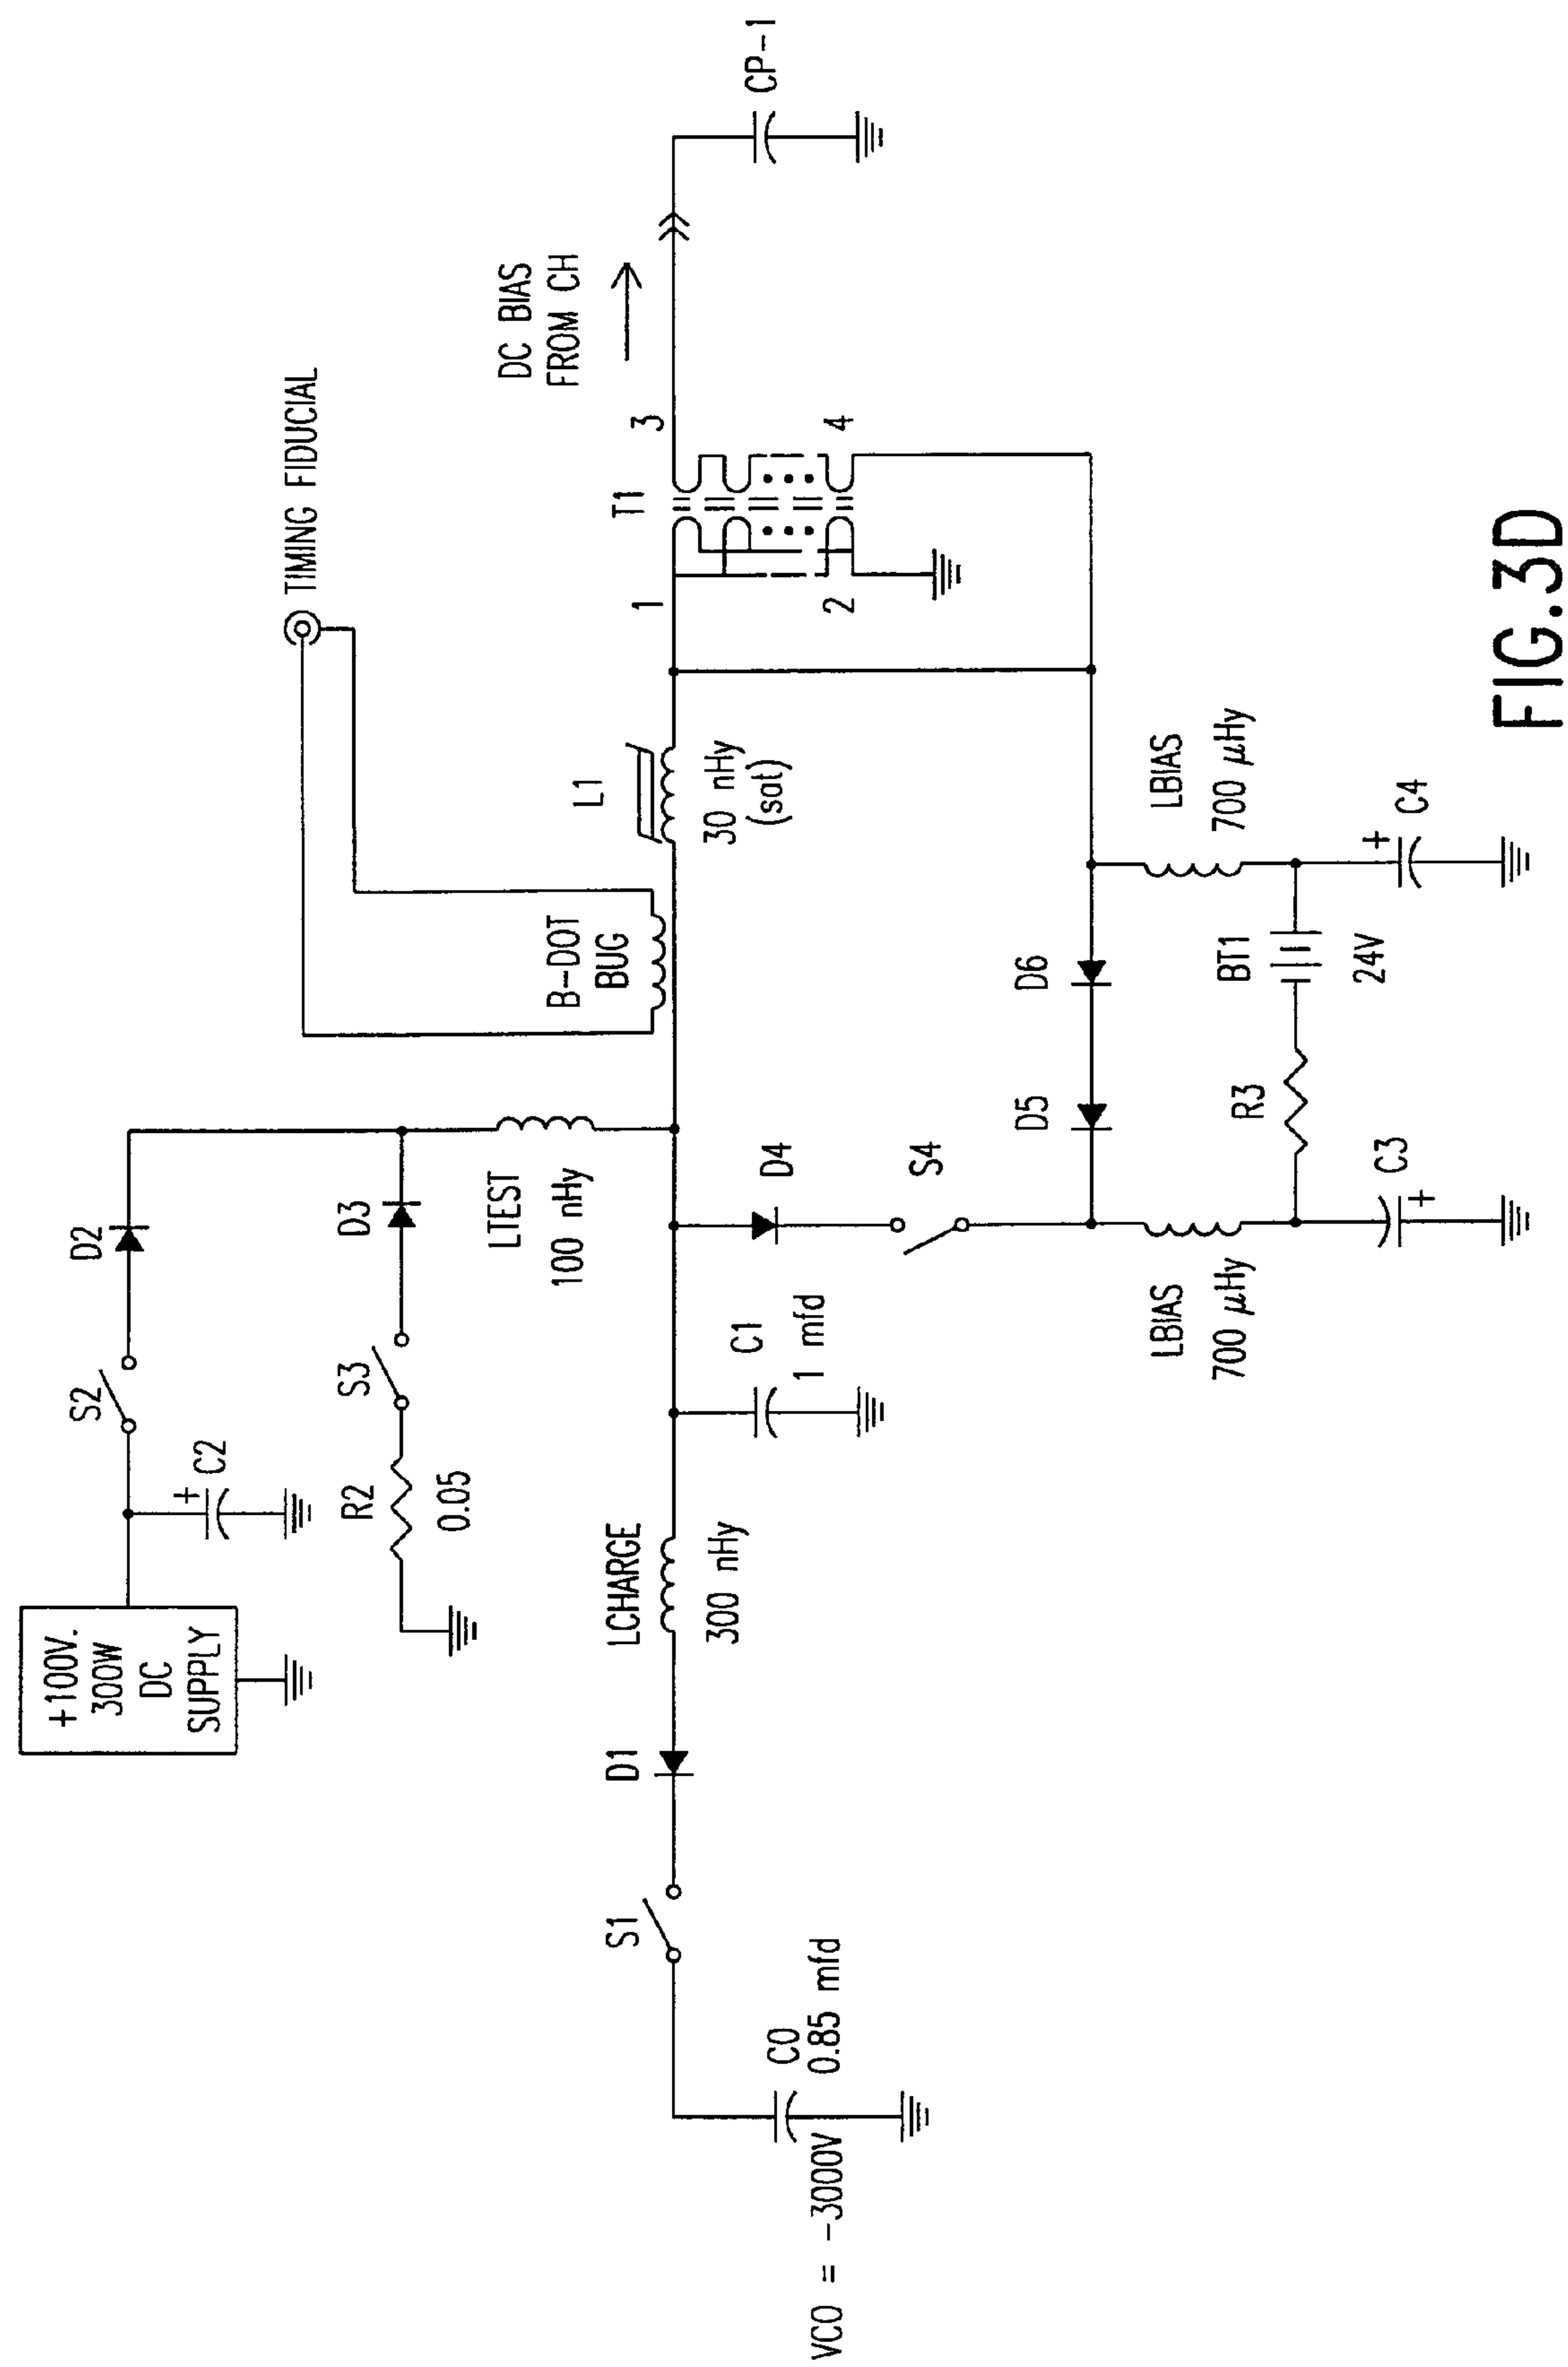 +100V.
300W
DC
SUPPLY
S2
D2
C2
+
R2
0.05
S3
D3
LTEST
100 nHy
TIMING FIDUCIAL
B-DOT
BUG
VCO = -3000V
C0
0.85 mfd
S1
D1
LCHARGE
300 nHy
C1
1 mfd
D4
S4
L1
30 nHy
(sat)
T1
1
2
3
4
DC BIAS
FROM CH
CP-1
D5
D6
LBIAS
700 µHy
LBIAS
700 µHy
R3
BT1
24V
C3
+
C4
+
FIG.3D